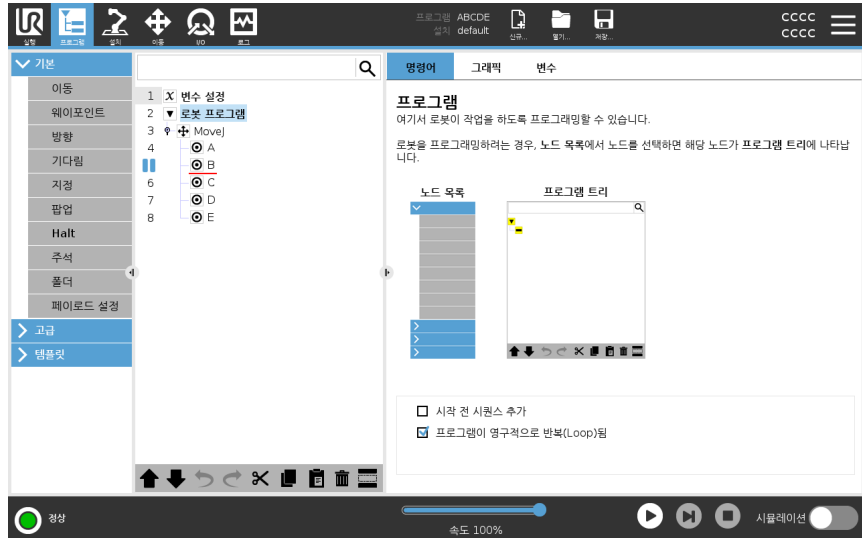 UR
실행
프로그램
설치
이동
I/O
로그
프로그램 ABCDE
설치 default
신규...
열기...
저장...
CCCC
CCCC
기본
이동
웨이포인트
방향
기다림
지정
팝업
Halt
주석
폴더
페이로드 설정
고급
템플릿
1 X 변수 설정
2 로봇 프로그램
3 MoveJ
4 A
B
6 C
7 D
8 E
명령어 그래픽 변수
프로그램
여기서 로봇이 작업을 하도록 프로그래밍할 수 있습니다.
로봇을 프로그래밍하려는 경우, 노드 목록에서 노드를 선택하면 해당 노드가 프로그램 트리에 나타납
니다.
노드 목록
프로그램 트리
시작 전 시퀀스 추가
프로그램이 영구적으로 반복(Loop)됨
정상
속도 100%
시뮬레이션